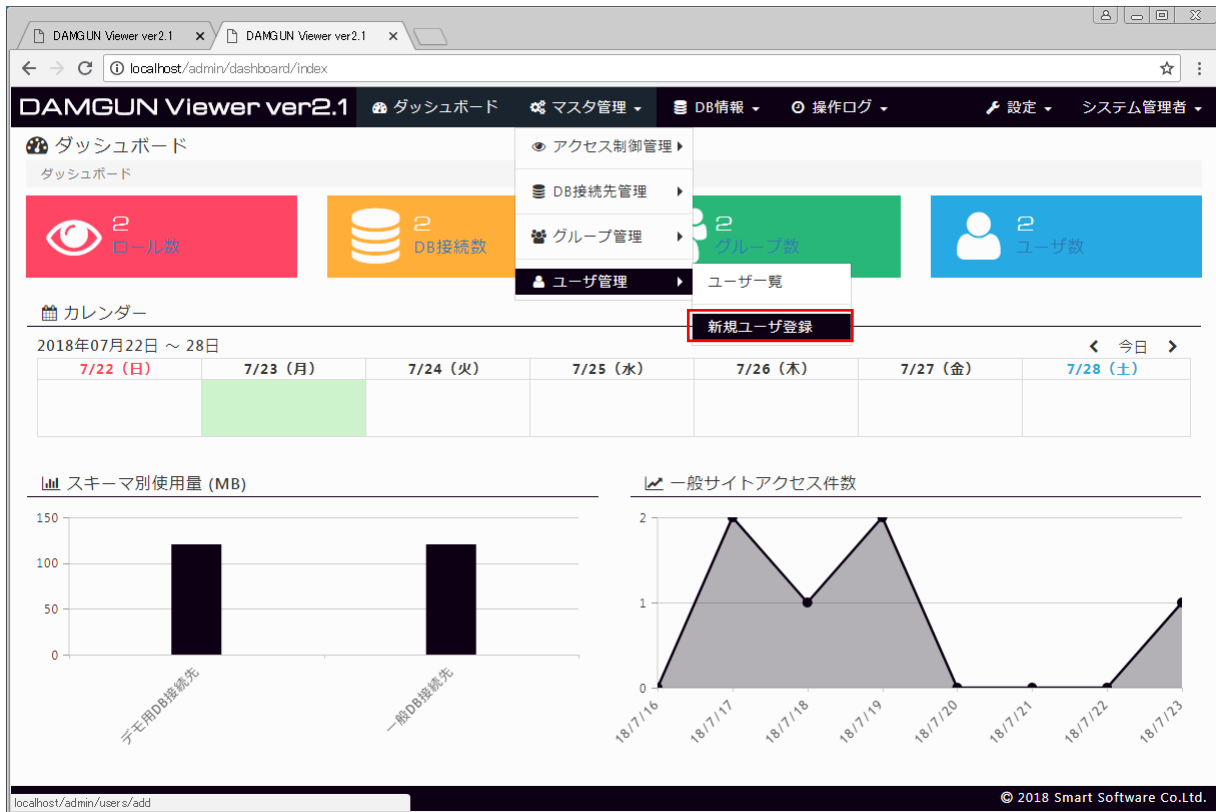 DAMGUN Viewer ver2.1
DAMGUN Viewer ver2.1
localhost/admin/dashboard/index
DAMGUN Viewer ver2.1 ダッシュボード マスタ管理 DB情報 操作ログ 設定 システム管理者
ダッシュボード
ダッシュボード
アクセス制御管理
DB接続先管理
グループ管理
ユーザ管理
ユーザ一覧
新規ユーザ登録
2
ロール数
2
DB接続数
2
グループ数
2
ユーザ数
カレンダー
2018年07月22日 ~ 28日
今日
7/22 (日) 7/23 (月) 7/24 (火) 7/25 (水) 7/26 (木) 7/27 (金) 7/28 (土)
スキーマ別使用量 (MB)
150
100
50
0
デモ用DB接続先
一般DB接続先
一般サイトアクセス件数
2
1
0
18/7/16
18/7/17
18/7/18
18/7/19
18/7/20
18/7/21
18/7/22
18/7/23
localhost/admin/users/add
© 2018 Smart Software Co.Ltd.